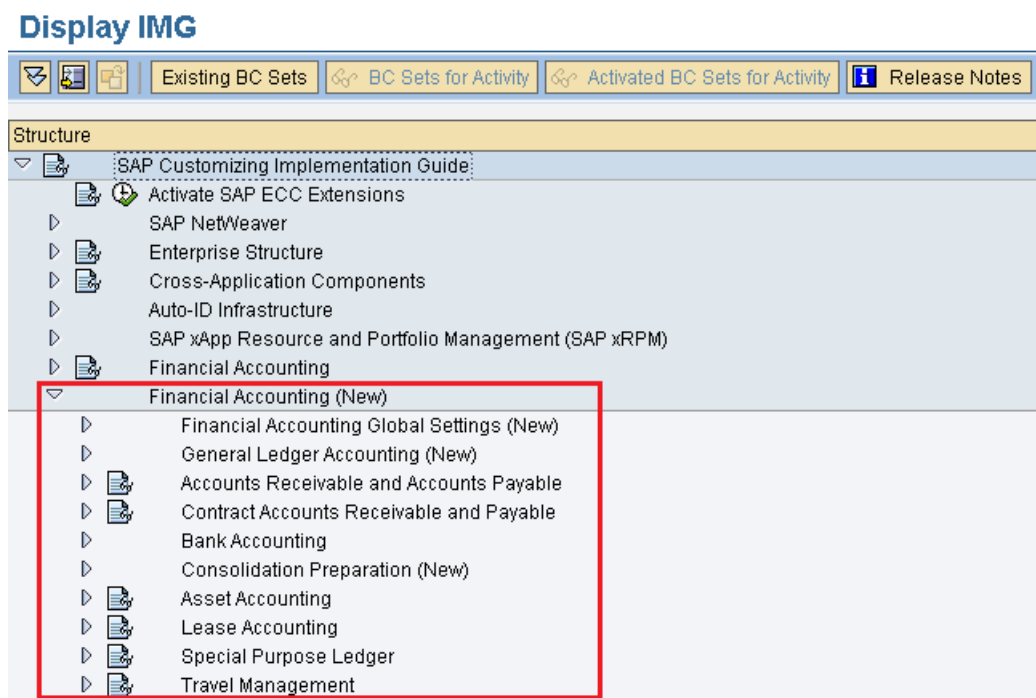 Display IMG
Existing BC Sets BC Sets for Activity Activated BC Sets for Activity Release Notes
Structure
SAP Customizing Implementation Guide
Activate SAP ECC Extensions
SAP NetWeaver
Enterprise Structure
Cross-Application Components
Auto-ID Infrastructure
SAP xApp Resource and Portfolio Management (SAP xRPM)
Financial Accounting
Financial Accounting (New)
Financial Accounting Global Settings (New)
General Ledger Accounting (New)
Accounts Receivable and Accounts Payable
Contract Accounts Receivable and Payable
Bank Accounting
Consolidation Preparation (New)
Asset Accounting
Lease Accounting
Special Purpose Ledger
Travel Management